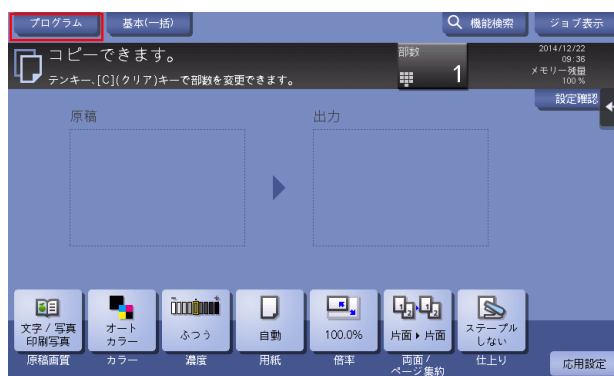 プログラム
基本(一括)
機能検索
ジョブ表示
コピーできます。
テンキー、[C](クリア)キーで部数を変更できます。
部数
1
2014/12/22
09:36
メモリー残量
100 %
設定確認
原稿
出力
文字 / 写真
印刷写真
オート
カラー
ふつう
自動
100.0%
片面 ▶ 片面
ステープル
しない
原稿画質
カラー
濃度
用紙
倍率
両面 /
ページ集約
仕上り
応用設定